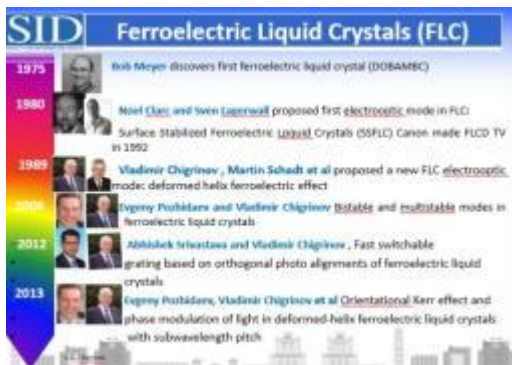 SID
Ferroelectric Liquid Crystals (FLC)
1975
Bob Meyer discovers first ferroelectric liquid crystal (DOBAMBC)
1980
Noel Clarc and Sven Lagerwall proposed first electrooptic mode in FLC:
Surface Stabilized Ferroelectric Liquid Crystals (SSFLC) Canon made FLCD TV
in 1992
1989
Vladimir Chigrinov , Martin Schadt et al proposed a new FLC electrooptic
mode: deformed helix ferroelectric effect
Evgeny Pozhidaev and Vladimir Chigrinov Bistable and multistable modes in
ferroelectric liquid crystals
2012
Abhishek Srivastava and Vladimir Chigrinov , Fast switchable
grating based on orthogonal photo alignments of ferroelectric liquid
crystals
2013
Evgeny Pozhidaev, Vladimir Chigrinov et al Orientational Kerr effect and
phase modulation of light in deformed-helix ferroelectric liquid crystals
with subwavelength pitch